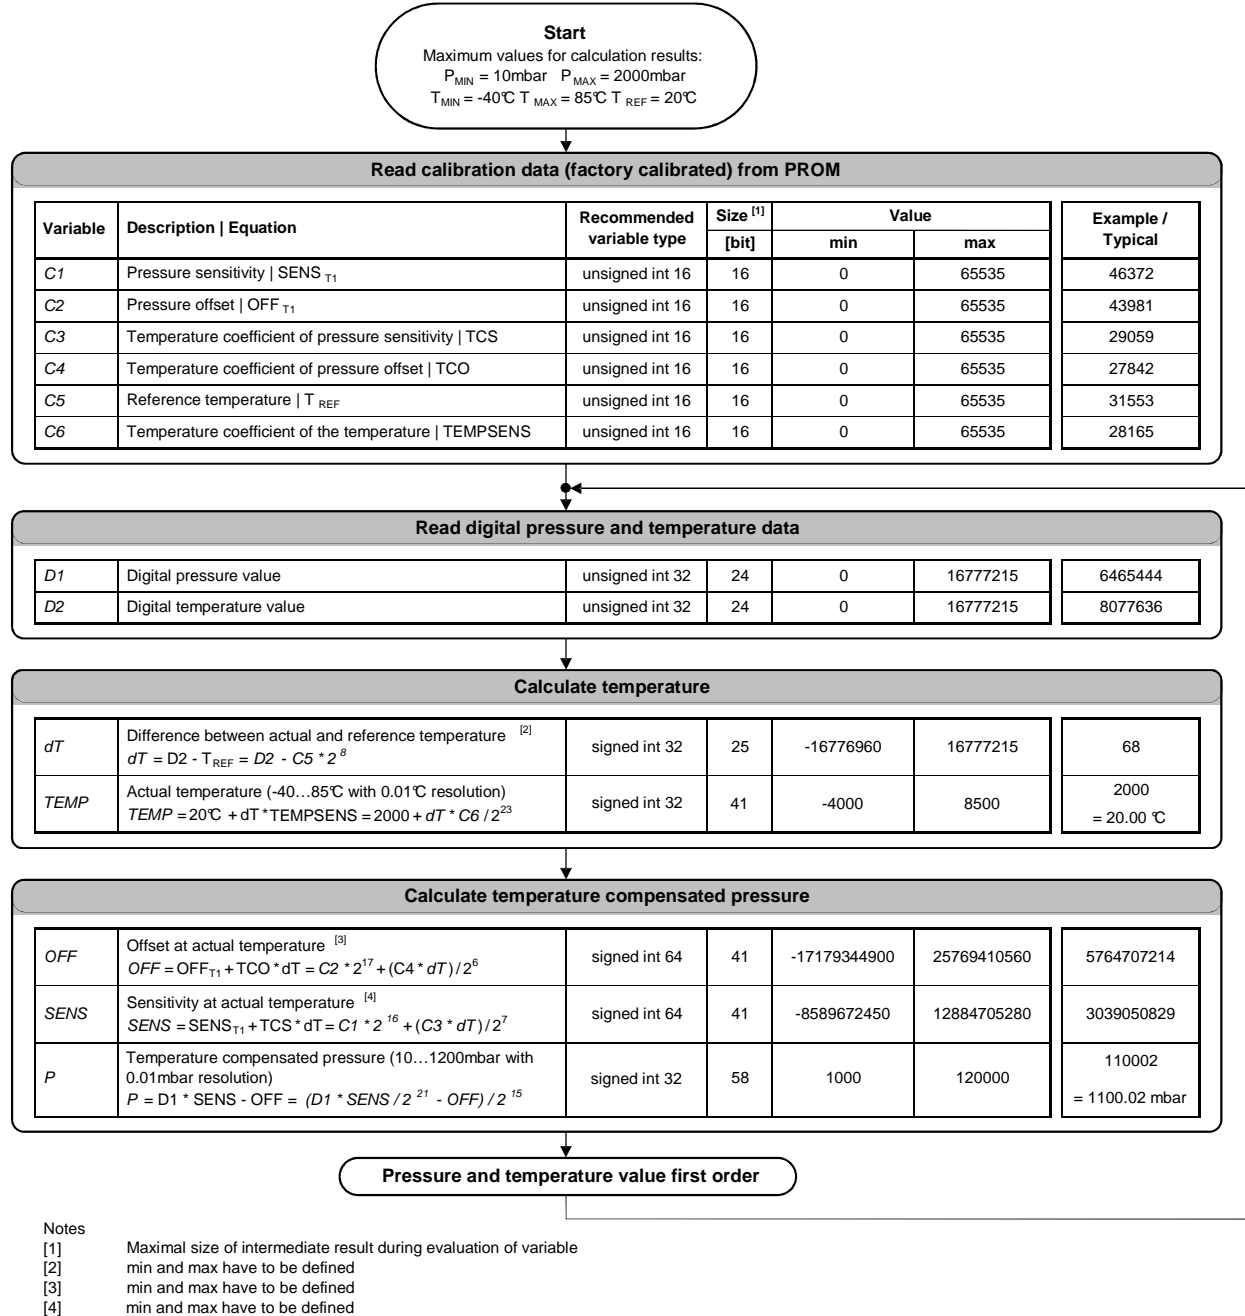 Start
Maximum values for calculation results:
PMIN = 10mbar PMAX = 2000mbar
TMIN = -40°C T MAX = 85°C T REF = 20°C
Read calibration data (factory calibrated) from PROM
Variable Description | Equation Recommended variable type Size [1] [bit] Value min max Example / Typical
C1 Pressure sensitivity | SENS T1 unsigned int 16 16 0 65535 46372
C2 Pressure offset | OFF T1 unsigned int 16 16 0 65535 43981
C3 Temperature coefficient of pressure sensitivity | TCS unsigned int 16 16 0 65535 29059
C4 Temperature coefficient of pressure offset | TCO unsigned int 16 16 0 65535 27842
C5 Reference temperature | T REF unsigned int 16 16 0 65535 31553
C6 Temperature coefficient of the temperature | TEMPSENS unsigned int 16 16 0 65535 28165
Read digital pressure and temperature data
D1 Digital pressure value unsigned int 32 24 0 16777215 6465444
D2 Digital temperature value unsigned int 32 24 0 16777215 8077636
Calculate temperature
dT Difference between actual and reference temperature [2]
dT = D2 - TREF = D2 - C5 * 2^8 signed int 32 25 -16776960 16777215 68
TEMP Actual temperature (-40…85°C with 0.01°C resolution)
TEMP = 20°C + dT * TEMPSENS = 2000 + dT * C6 / 2^23 signed int 32 41 -4000 8500 2000
= 20.00 °C
Calculate temperature compensated pressure
OFF Offset at actual temperature [3]
OFF = OFFT1 + TCO * dT = C2 * 2^17 + (C4 * dT) / 2^6 signed int 64 41 -17179344900 25769410560 5764707214
SENS Sensitivity at actual temperature [4]
SENS = SENST1 + TCS * dT = C1 * 2^16 + (C3 * dT) / 2^7 signed int 64 41 -8589672450 12884705280 3039050829
P Temperature compensated pressure (10…1200mbar with
0.01mbar resolution)
P = D1 * SENS - OFF = (D1 * SENS / 2^21 - OFF) / 2^15 signed int 32 58 1000 120000 110002
= 1100.02 mbar
Pressure and temperature value first order
Notes
[1] Maximal size of intermediate result during evaluation of variable
[2] min and max have to be defined
[3] min and max have to be defined
[4] min and max have to be defined